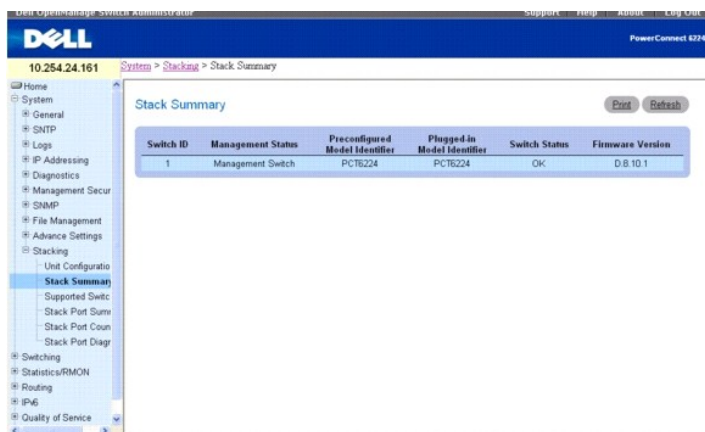 Dell OpenManage Switch Administrator
Support Help About Log Out
DELL
PowerConnect 6224
10.254.24.161
System > Stacking > Stack Summary
Home
System
General
SNTP
Logs
IP Addressing
Diagnostics
Management Secur
SNMP
File Management
Advance Settings
Stacking
Unit Configuratio
Stack Summary
Supported Switc
Stack Port Summ
Stack Port Coun
Stack Port Diagr
Switching
Statistics/RMON
Routing
IPv6
Quality of Service
Stack Summary
Print Refresh
Switch ID Management Status Preconfigured Model Identifier Plugged-in Model Identifier Switch Status Firmware Version
1 Management Switch PCT6224 PCT6224 OK D.8.10.1